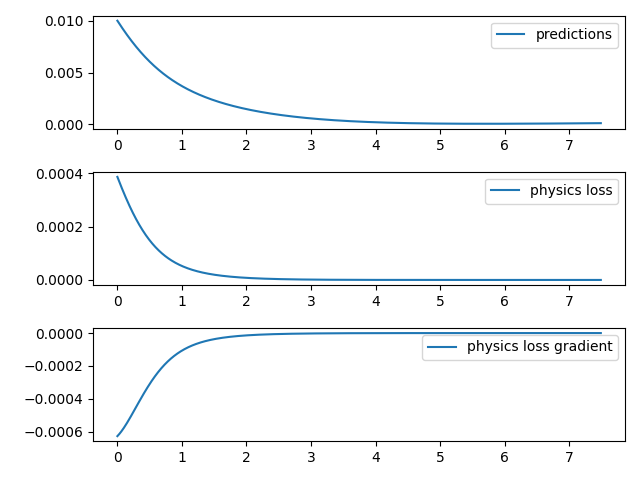 0.010
0.005
0.000
predictions
0 1 2 3 4 5 6 7
0.0004
0.0002
0.0000
physics loss
0 1 2 3 4 5 6 7
0.0000
−0.0002
−0.0004
−0.0006
physics loss gradient
0 1 2 3 4 5 6 7